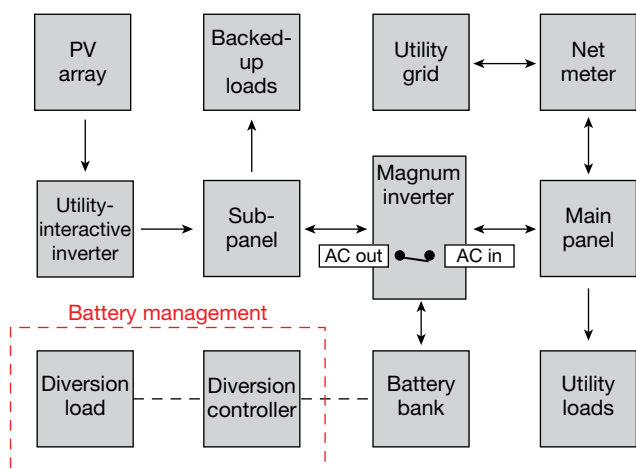 PV
array
Backed-
up
loads
Utility
grid
Net
meter
Utility-
interactive
inverter
Sub-
panel
Magnum
inverter
AC out
AC in
Main
panel
Battery management
Diversion
load
Diversion
controller
Battery
bank
Utility
loads